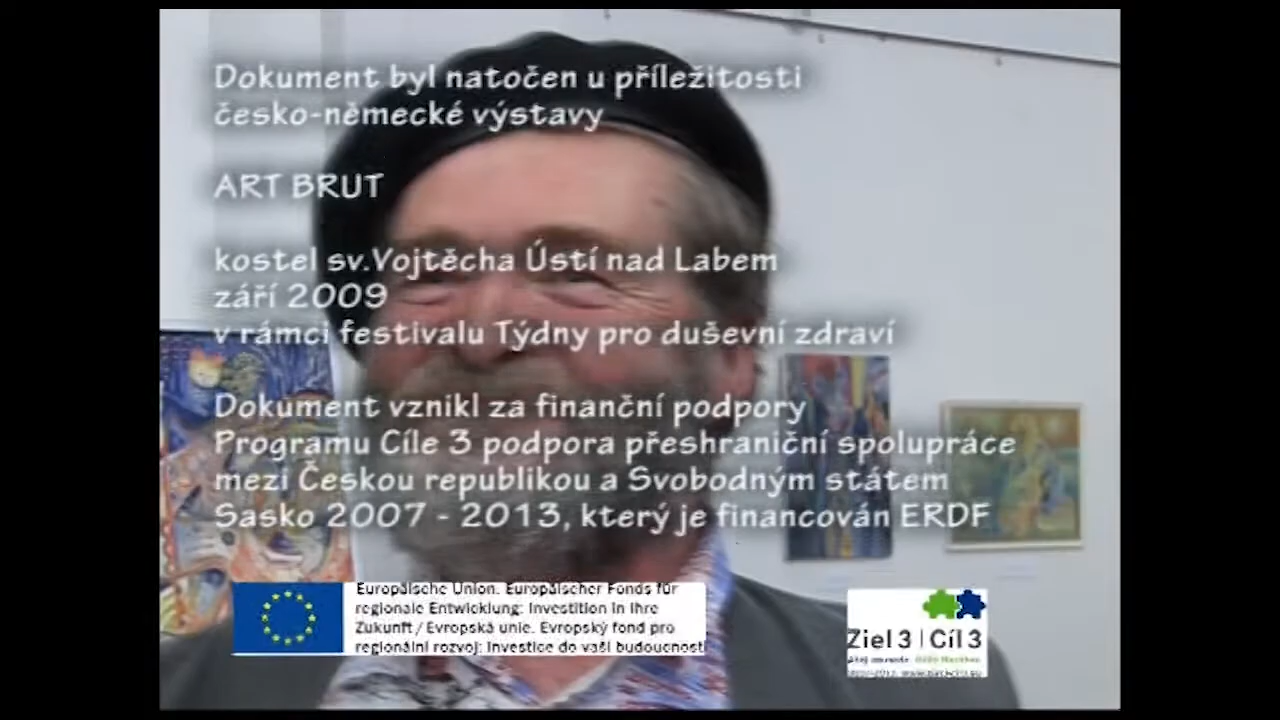 Dokument byl natočen u příležitosti
česko-německé výstavy
ART BRUT
kostel sv.Vojtěcha Ústí nad Labem
září 2009
v rámci festivalu Týdny pro duševní zdraví
Dokument vznikl za finanční podpory
Programu Cíle 3 podpora přeshraniční spolupráce
mezi Českou republikou a Svobodným státem
Sasko 2007 - 2013, který je financován ERDF
Europäische Union. Europäischer Fonds für
regionale Entwicklung: Investition in Ihre
Zukunft / Evropská unie. Evropský fond pro
regionální rozvoj: Investice do vaší budoucnosti
Ziel 3 | Cíl 3